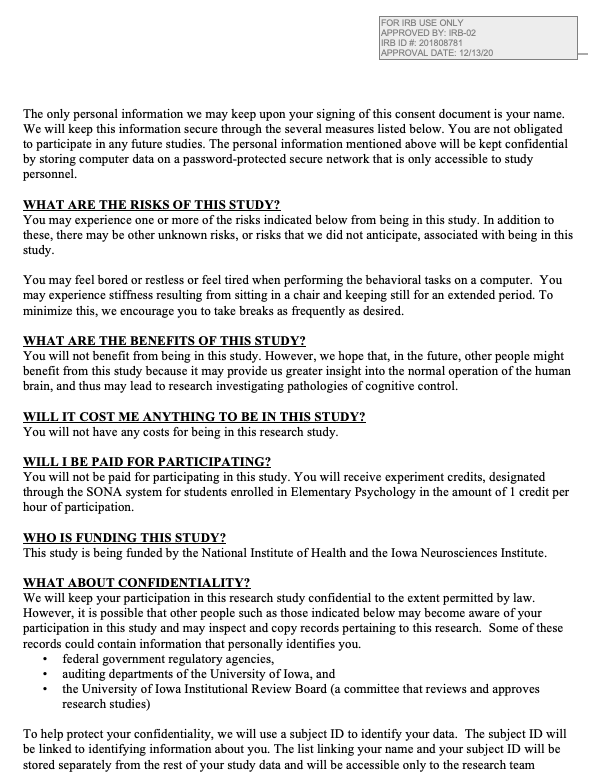 FOR IRB USE ONLY
APPROVED BY: IRB-02
IRB ID #: 201808781
APPROVAL DATE: 12/13/20
The only personal information we may keep upon your signing of this consent document is your name.
We will keep this information secure through the several measures listed below. You are not obligated
to participate in any future studies. The personal information mentioned above will be kept confidential
by storing computer data on a password-protected secure network that is only accessible to study
personnel.
WHAT ARE THE RISKS OF THIS STUDY?
You may experience one or more of the risks indicated below from being in this study. In addition to
these, there may be other unknown risks, or risks that we did not anticipate, associated with being in this
study.
You may feel bored or restless or feel tired when performing the behavioral tasks on a computer. You
may experience stiffness resulting from sitting in a chair and keeping still for an extended period. To
minimize this, we encourage you to take breaks as frequently as desired.
WHAT ARE THE BENEFITS OF THIS STUDY?
You will not benefit from being in this study. However, we hope that, in the future, other people might
benefit from this study because it may provide us greater insight into the normal operation of the human
brain, and thus may lead to research investigating pathologies of cognitive control.
WILL IT COST ME ANYTHING TO BE IN THIS STUDY?
You will not have any costs for being in this research study.
WILL I BE PAID FOR PARTICIPATING?
You will not be paid for participating in this study. You will receive experiment credits, designated
through the SONA system for students enrolled in Elementary Psychology in the amount of 1 credit per
hour of participation.
WHO IS FUNDING THIS STUDY?
This study is being funded by the National Institute of Health and the Iowa Neurosciences Institute.
WHAT ABOUT CONFIDENTIALITY?
We will keep your participation in this research study confidential to the extent permitted by law.
However, it is possible that other people such as those indicated below may become aware of your
participation in this study and may inspect and copy records pertaining to this research. Some of these
records could contain information that personally identifies you.
• federal government regulatory agencies,
• auditing departments of the University of Iowa, and
• the University of Iowa Institutional Review Board (a committee that reviews and approves
research studies)
To help protect your confidentiality, we will use a subject ID to identify your data. The subject ID will
be linked to identifying information about you. The list linking your name and your subject ID will be
stored separately from the rest of your study data and will be accessible only to the research team